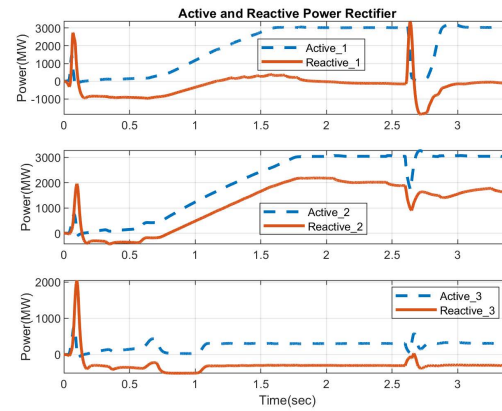 Active and Reactive Power Rectifier
Power(MW)
3000
2000
1000
0
-1000
Active_1
Reactive_1
0 0.5 1 1.5 2 2.5 3
Power(MW)
3000
2000
1000
0
Active_2
Reactive_2
0 0.5 1 1.5 2 2.5 3
Power(MW)
2000
1000
0
Active_3
Reactive_3
0 0.5 1 1.5 2 2.5 3
Time(sec)